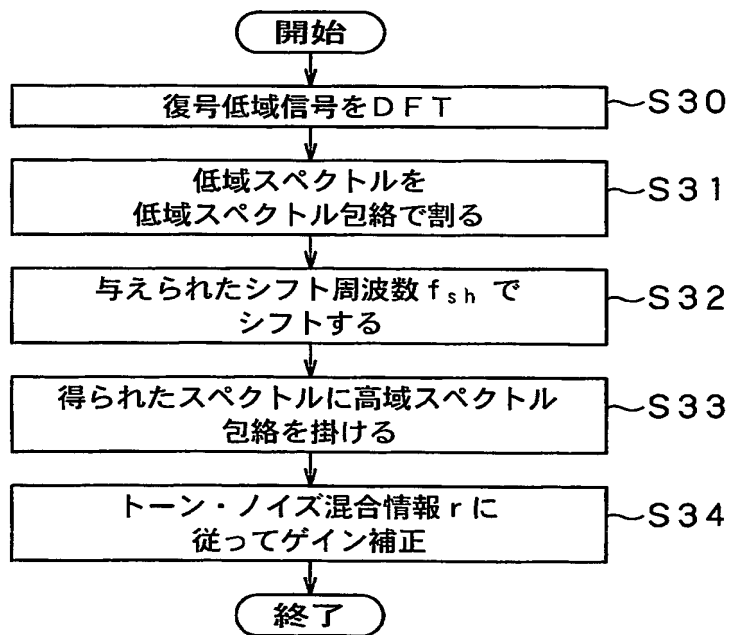 開始
復号低域信号をＤＦＴ
Ｓ３０
低域スペクトルを
低域スペクトル包絡で割る
Ｓ３１
与えられたシフト周波数ｆｓｈで
シフトする
Ｓ３２
得られたスペクトルに高域スペクトル
包絡を掛ける
Ｓ３３
トーン・ノイズ混合情報ｒに
従ってゲイン補正
Ｓ３４
終了